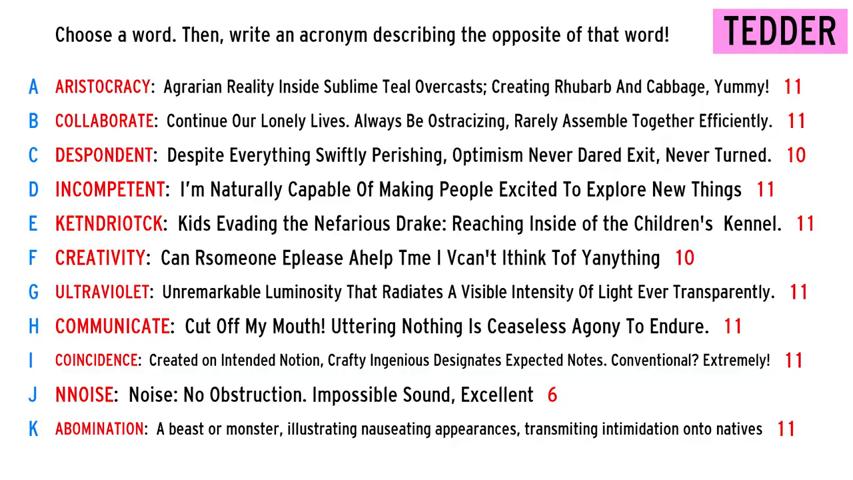 Choose a word. Then, write an acronym describing the opposite of that word!
TEDDER
A ARISTOCRACY: Agrarian Reality Inside Sublime Teal Overcasts; Creating Rhubarb And Cabbage, Yummy! 11
B COLLABORATE: Continue Our Lonely Lives. Always Be Ostracizing, Rarely Assemble Together Efficiently. 11
C DESPONDENT: Despite Everything Swiftly Perishing, Optimism Never Dared Exit, Never Turned. 10
D INCOMPETENT: I'm Naturally Capable Of Making People Excited To Explore New Things 11
E KETNDRIOTCK: Kids Evading the Nefarious Drake: Reaching Inside of the Children's Kennel. 11
F CREATIVITY: Can Rsomeone Eplease Ahelp Tme I Vcan't Ithink Tof Yanything 10
G ULTRAVIOLET: Unremarkable Luminosity That Radiates A Visible Intensity Of Light Ever Transparently. 11
H COMMUNICATE: Cut Off My Mouth! Uttering Nothing Is Ceaseless Agony To Endure. 11
I COINCIDENCE: Created on Intended Notion, Crafty Ingenious Designates Expected Notes. Conventional? Extremely! 11
J NNOISE: Noise: No Obstruction. Impossible Sound, Excellent 6
K ABOMINATION: A beast or monster, illustrating nauseating appearances, transmiting intimidation onto natives 11